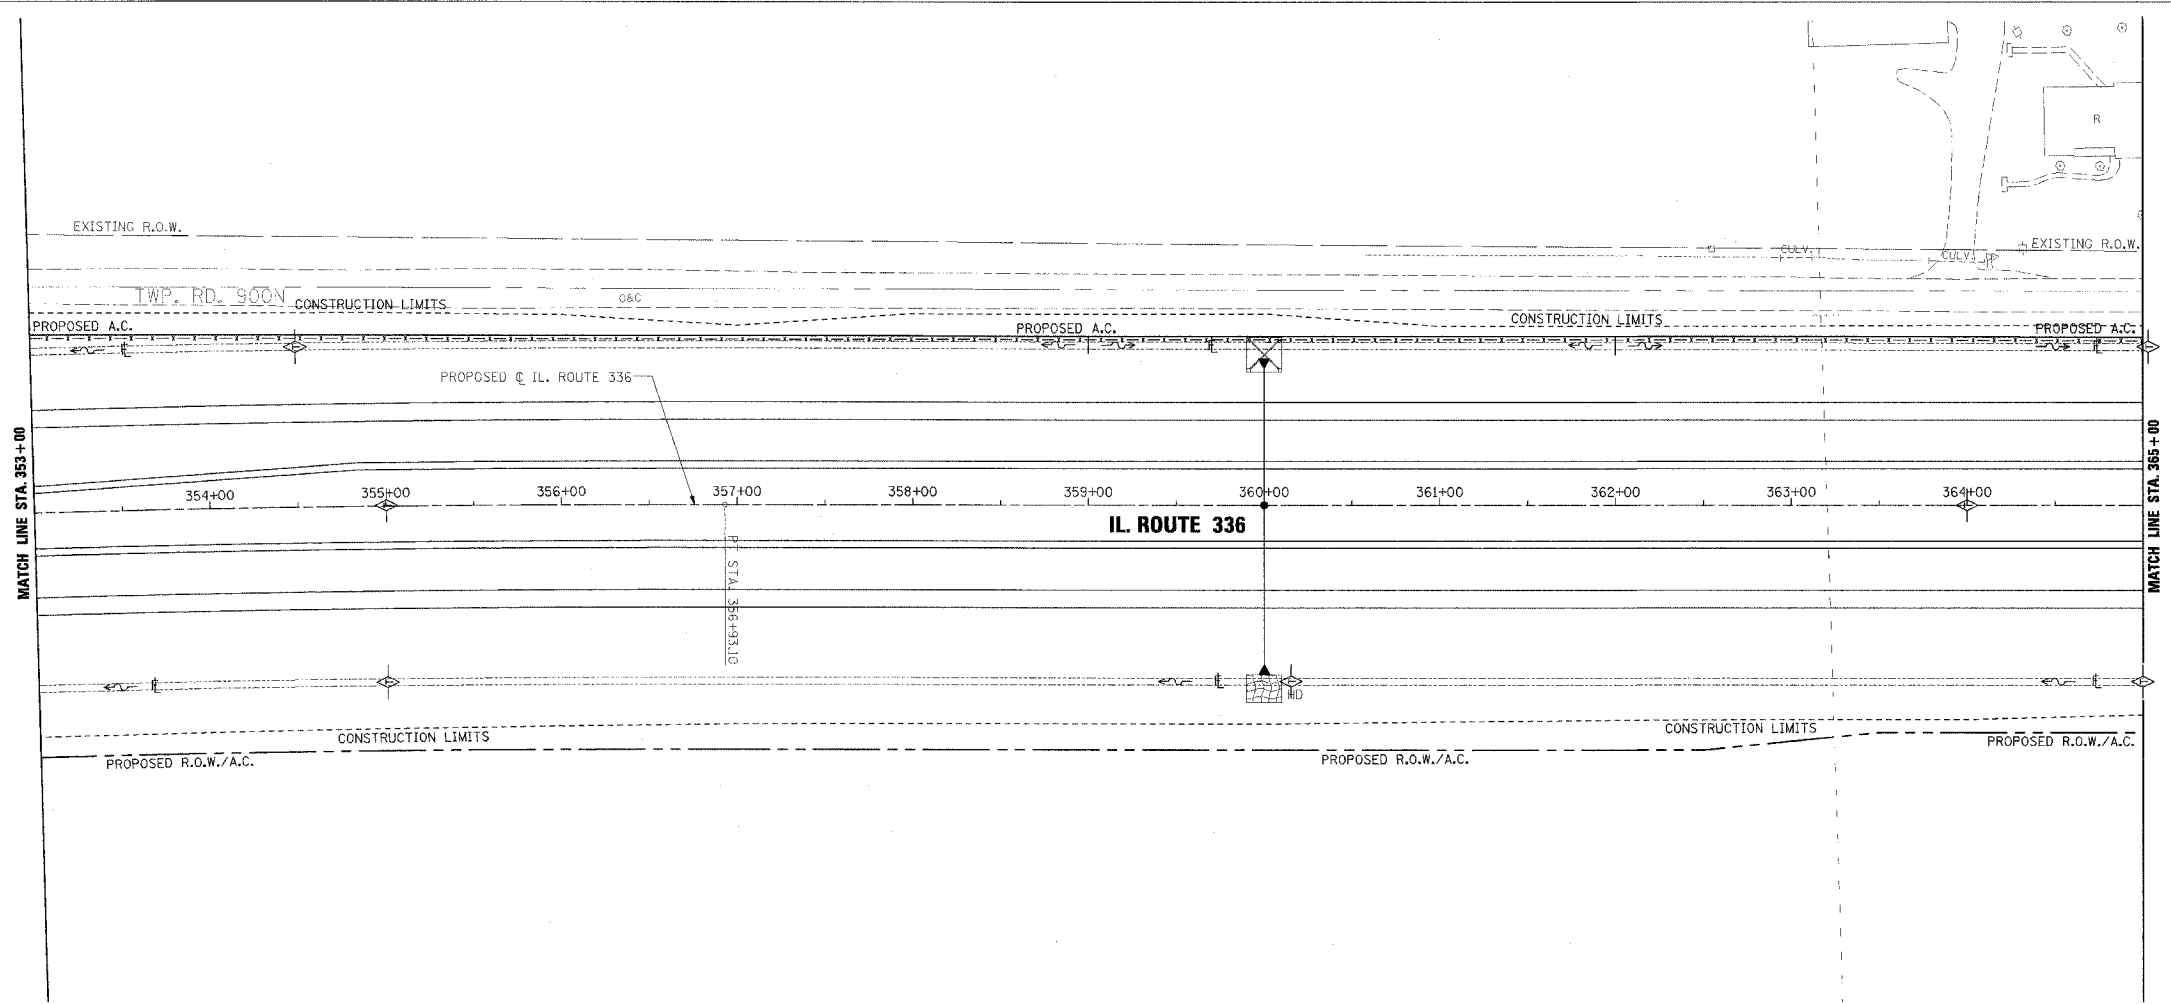 R
EXISTING R.O.W.
EXISTING R.O.W.
CULV.
CULV.
TWP. RD. 900N
CONSTRUCTION LIMITS
O&C
PROPOSED A.C.
PROPOSED A.C.
CONSTRUCTION LIMITS
PROPOSED A.C.
PROPOSED ℄ IL. ROUTE 336
MATCH LINE STA. 353+00
354+00
355+00
356+00
357+00
358+00
359+00
360+00
361+00
362+00
363+00
364+00
MATCH LINE STA. 365+00
IL. ROUTE 336
PT STA. 356+93.10
HD
CONSTRUCTION LIMITS
CONSTRUCTION LIMITS
PROPOSED R.O.W./A.C.
PROPOSED R.O.W./A.C.
PROPOSED R.O.W./A.C.